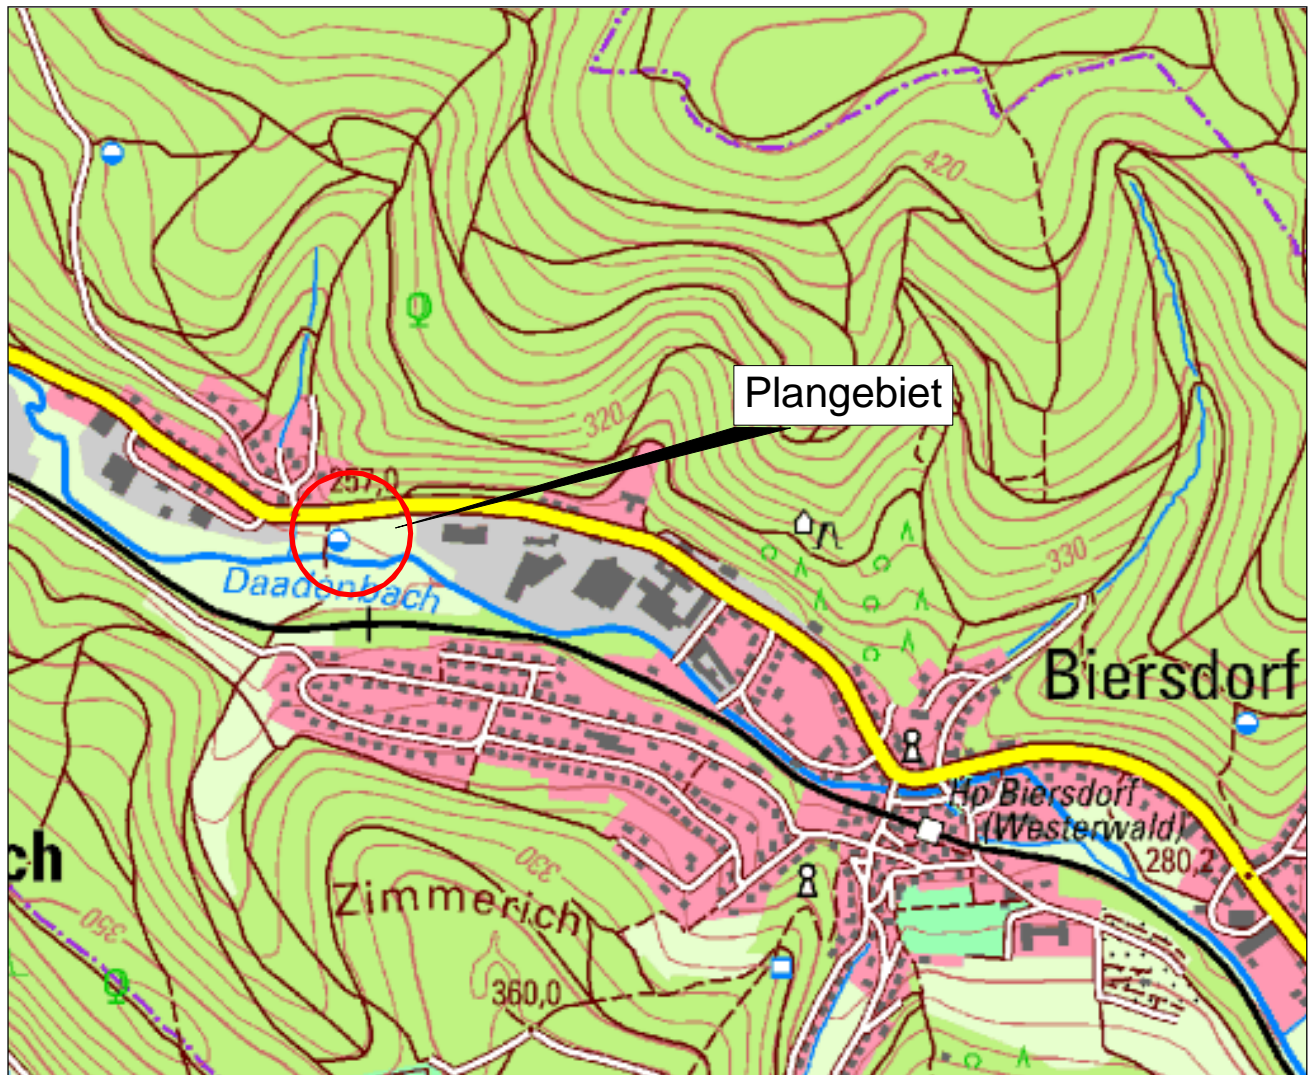 420
Plangebiet
320
257,0
330
Daadenbach
Biersdorf
Hp Biersdorf
(Westerwald)
280,2
ch
330
Zimmerich
350
360,0